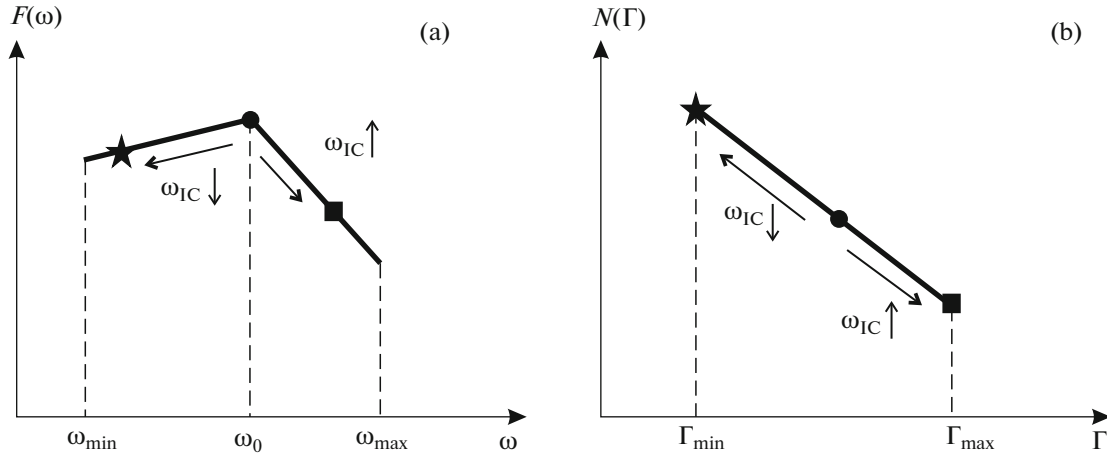 F(ω)
(a)
ω_IC ↑
ω_IC ↓
ω_min
ω_0
ω_max
ω
N(Γ)
(b)
ω_IC ↓
ω_IC ↑
Γ_min
Γ_max
Γ